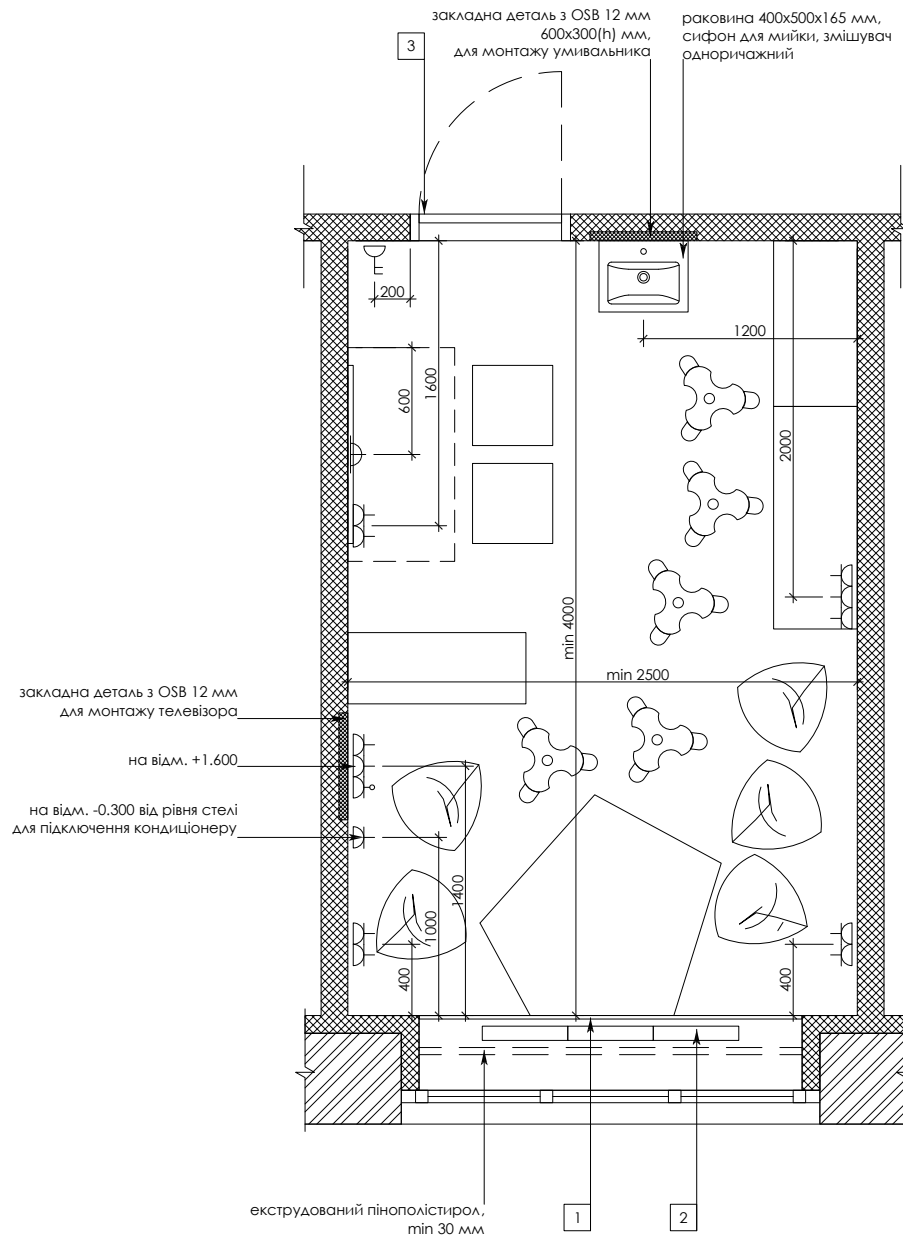 закладна деталь з OSB 12 мм
600х300(h) мм,
для монтажу умивальника
раковина 400х500х165 мм,
сифон для мийки, змішувач
одноричажний
3
200
1200
600
1600
2000
min 4000
min 2500
закладна деталь з OSB 12 мм
для монтажу телевізора
на відм. +1.600
на відм. -0.300 від рівня стелі
для підключення кондиціонеру
1400
1000
400
400
екструдований пінополістирол,
min 30 мм
1
2